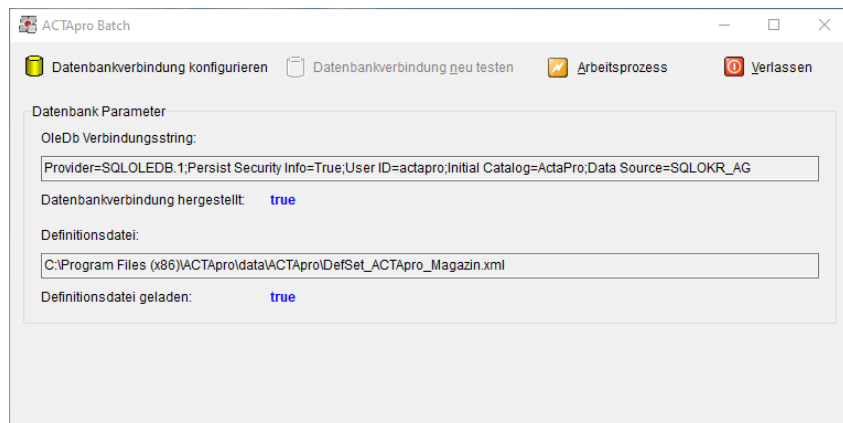 ACTApro Batch
Datenbankverbindung konfigurieren Datenbankverbindung neu testen Arbeitsprozess Verlassen
Datenbank Parameter
OleDb Verbindungsstring:
Provider=SQLOLEDB.1;Persist Security Info=True;User ID=actapro;Initial Catalog=ActaPro;Data Source=SQLOKR_AG
Datenbankverbindung hergestellt: true
Definitionsdatei:
C:\Program Files (x86)\ACTApro\data\ACTApro\DefSet_ACTApro_Magazin.xml
Definitionsdatei geladen: true